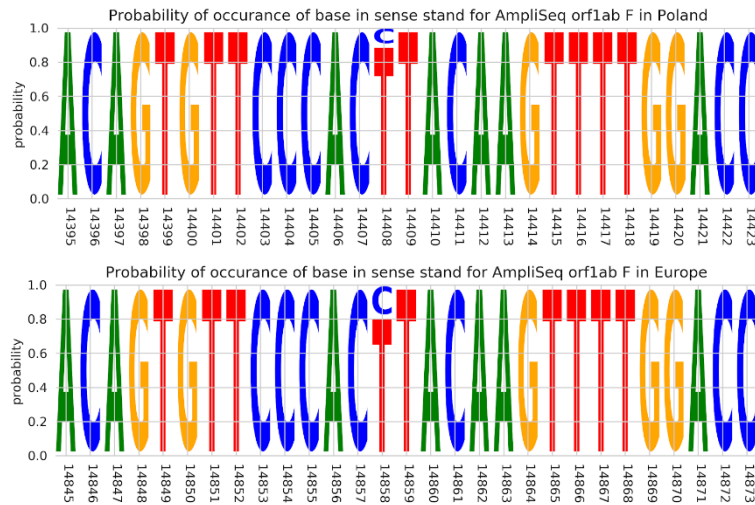 Probability of occurance of base in sense stand for AmpliSeq orf1ab F in Poland
probability
1.0
0.8
0.6
0.4
0.2
0.0
C
ACAGTGTTCCCACTTACAAGTTTTGGACC
14395 14396 14397 14398 14399 14400 14401 14402 14403 14404 14405 14406 14407 14408 14409 14410 14411 14412 14413 14414 14415 14416 14417 14418 14419 14420 14421 14422 14423
Probability of occurance of base in sense stand for AmpliSeq orf1ab F in Europe
probability
1.0
0.8
0.6
0.4
0.2
0.0
C
ACAGTGTTCCCACTTACAAGTTTTGGACC
14845 14846 14847 14848 14849 14850 14851 14852 14853 14854 14855 14856 14857 14858 14859 14860 14861 14862 14863 14864 14865 14866 14867 14868 14869 14870 14871 14872 14873